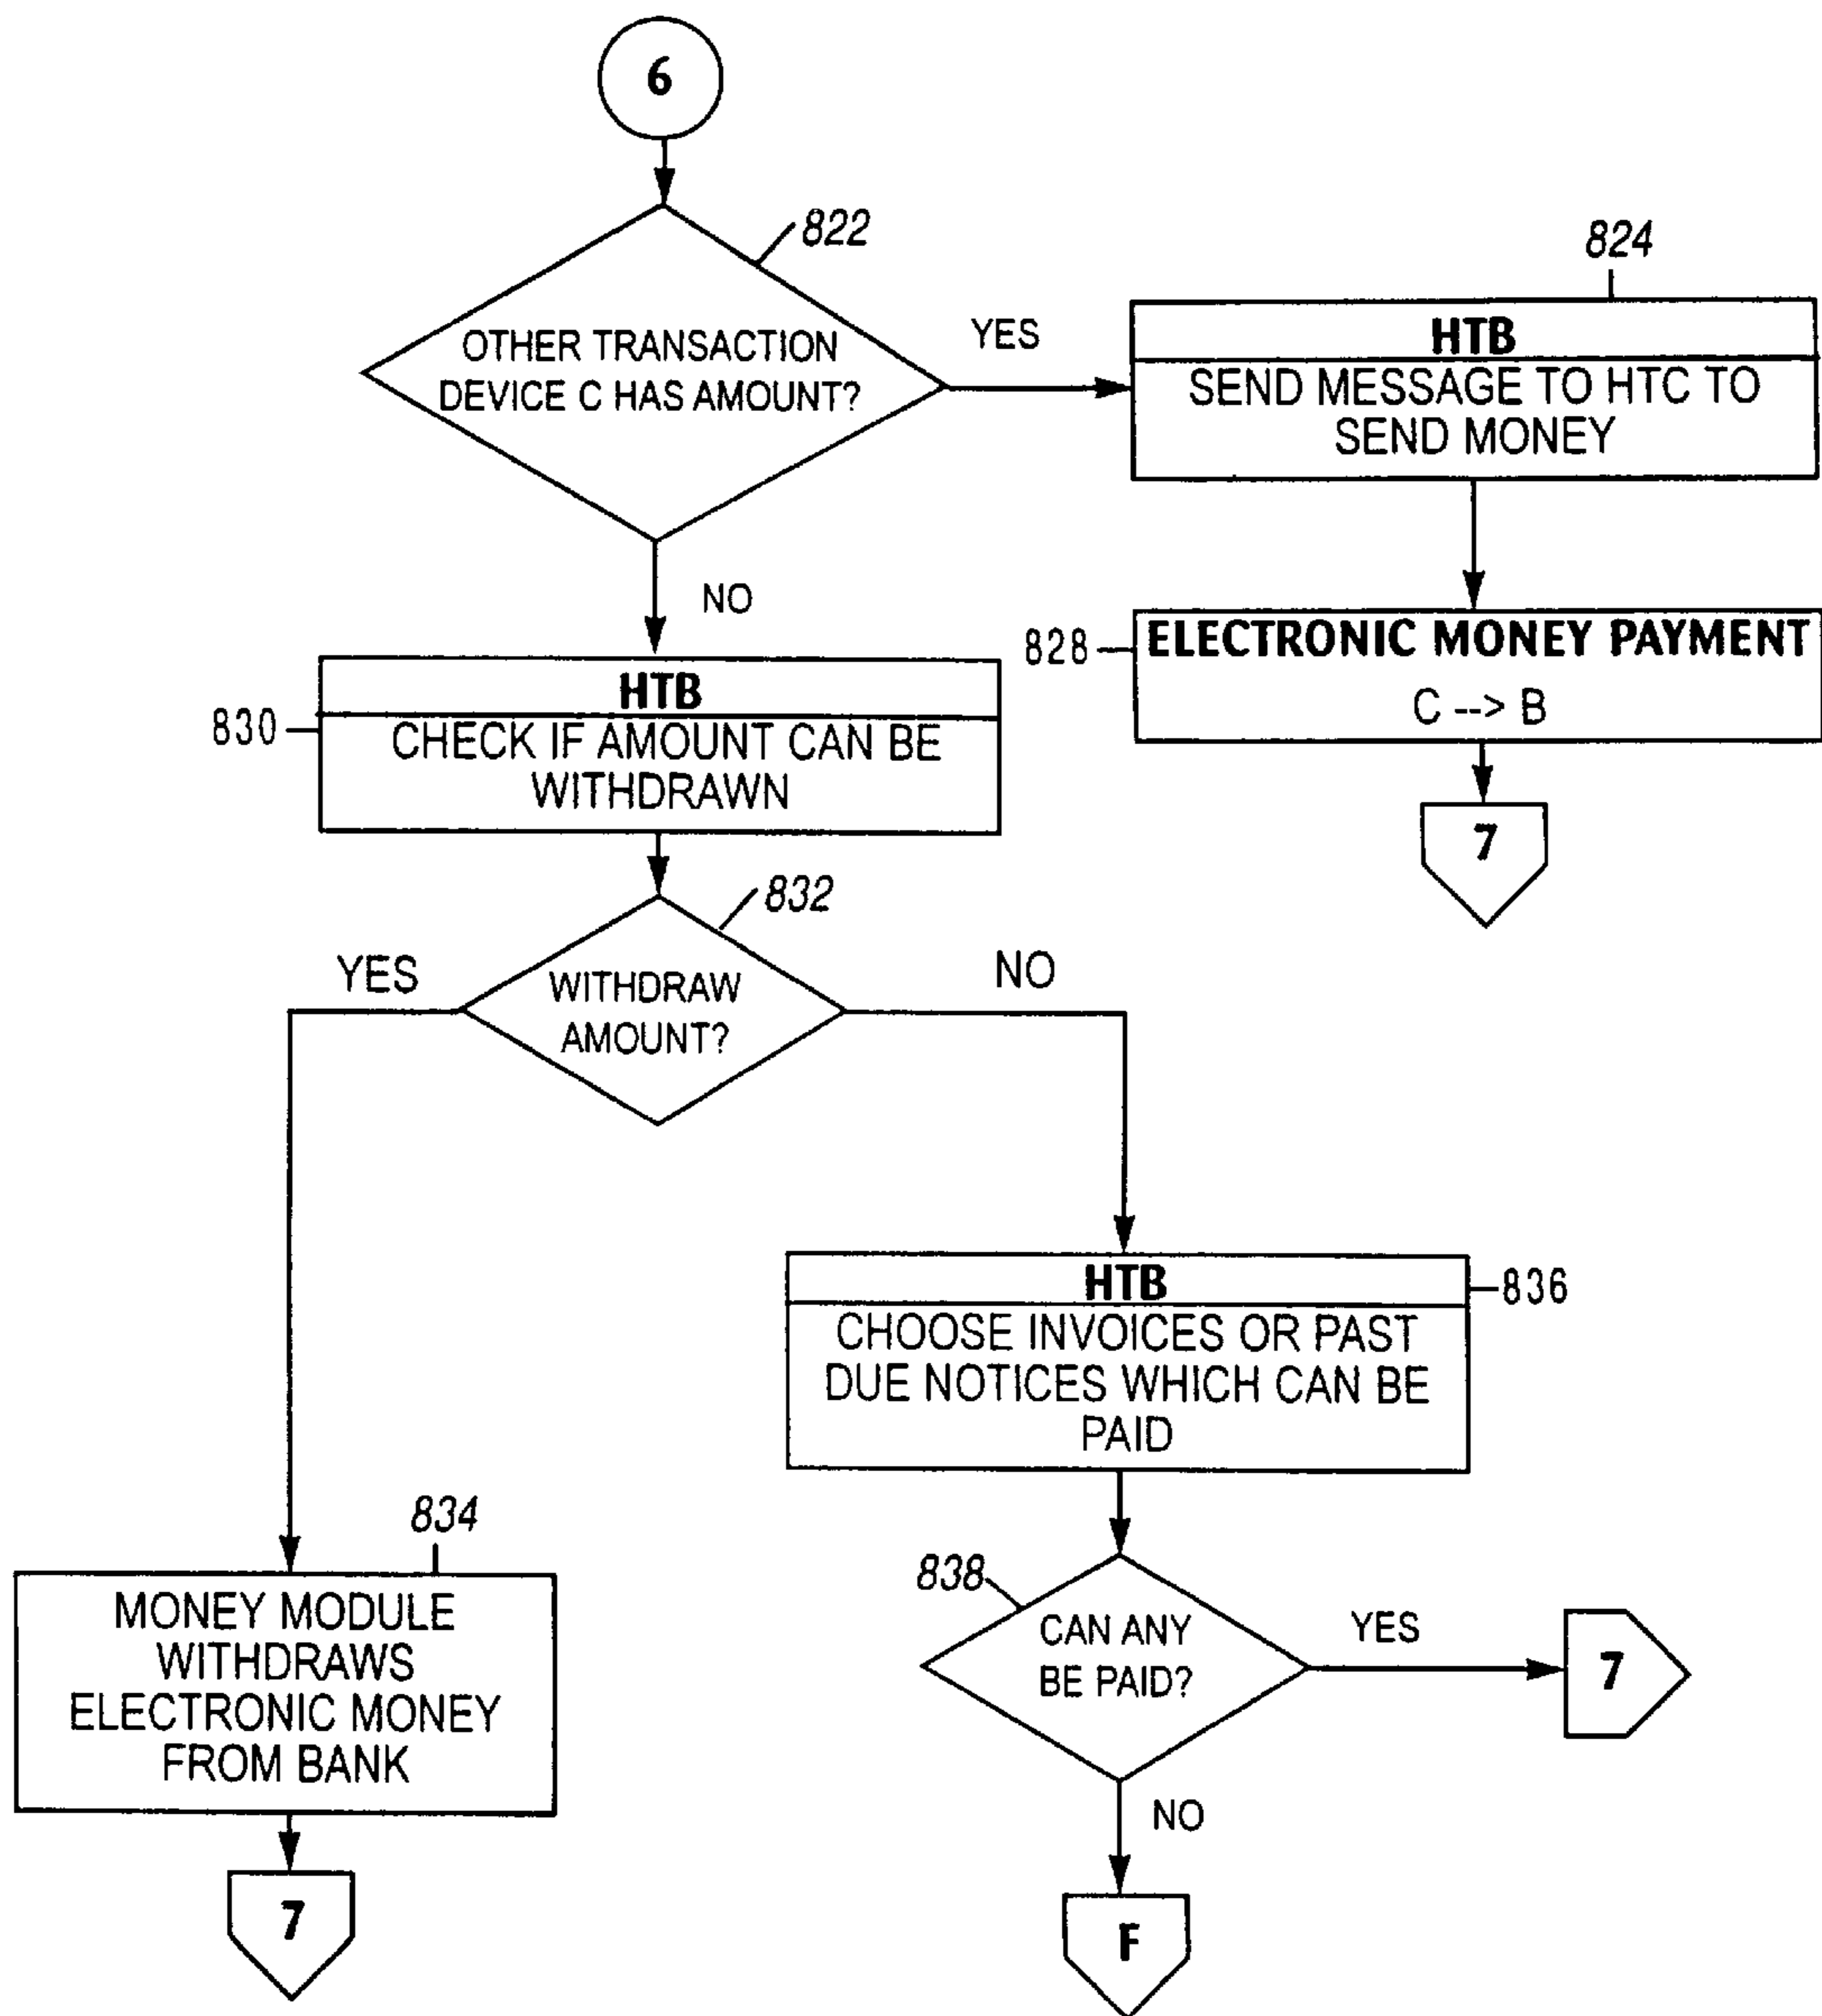 6
822
OTHER TRANSACTION
DEVICE C HAS AMOUNT?
YES
824
HTB
SEND MESSAGE TO HTC TO
SEND MONEY
NO
828
ELECTRONIC MONEY PAYMENT
C --> B
7
HTB
830
CHECK IF AMOUNT CAN BE
WITHDRAWN
832
YES
WITHDRAW
AMOUNT?
NO
HTB
836
CHOOSE INVOICES OR PAST
DUE NOTICES WHICH CAN BE
PAID
834
MONEY MODULE
WITHDRAWS
ELECTRONIC MONEY
FROM BANK
7
838
CAN ANY
BE PAID?
YES
7
NO
F